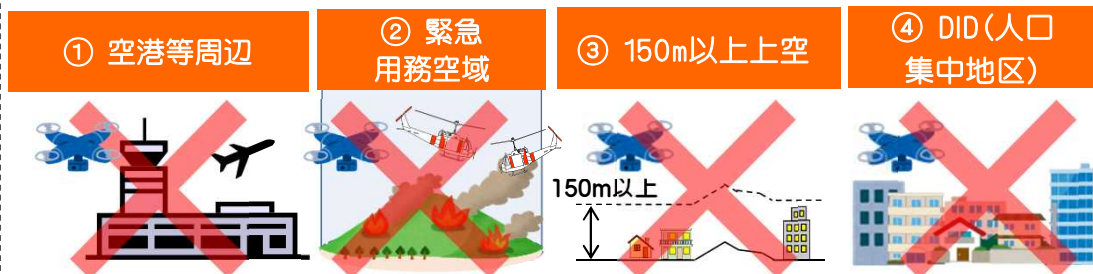 ① 空港等周辺
② 緊急
用務空域
③ 150m以上上空
④ DID(人口
集中地区)
150m以上